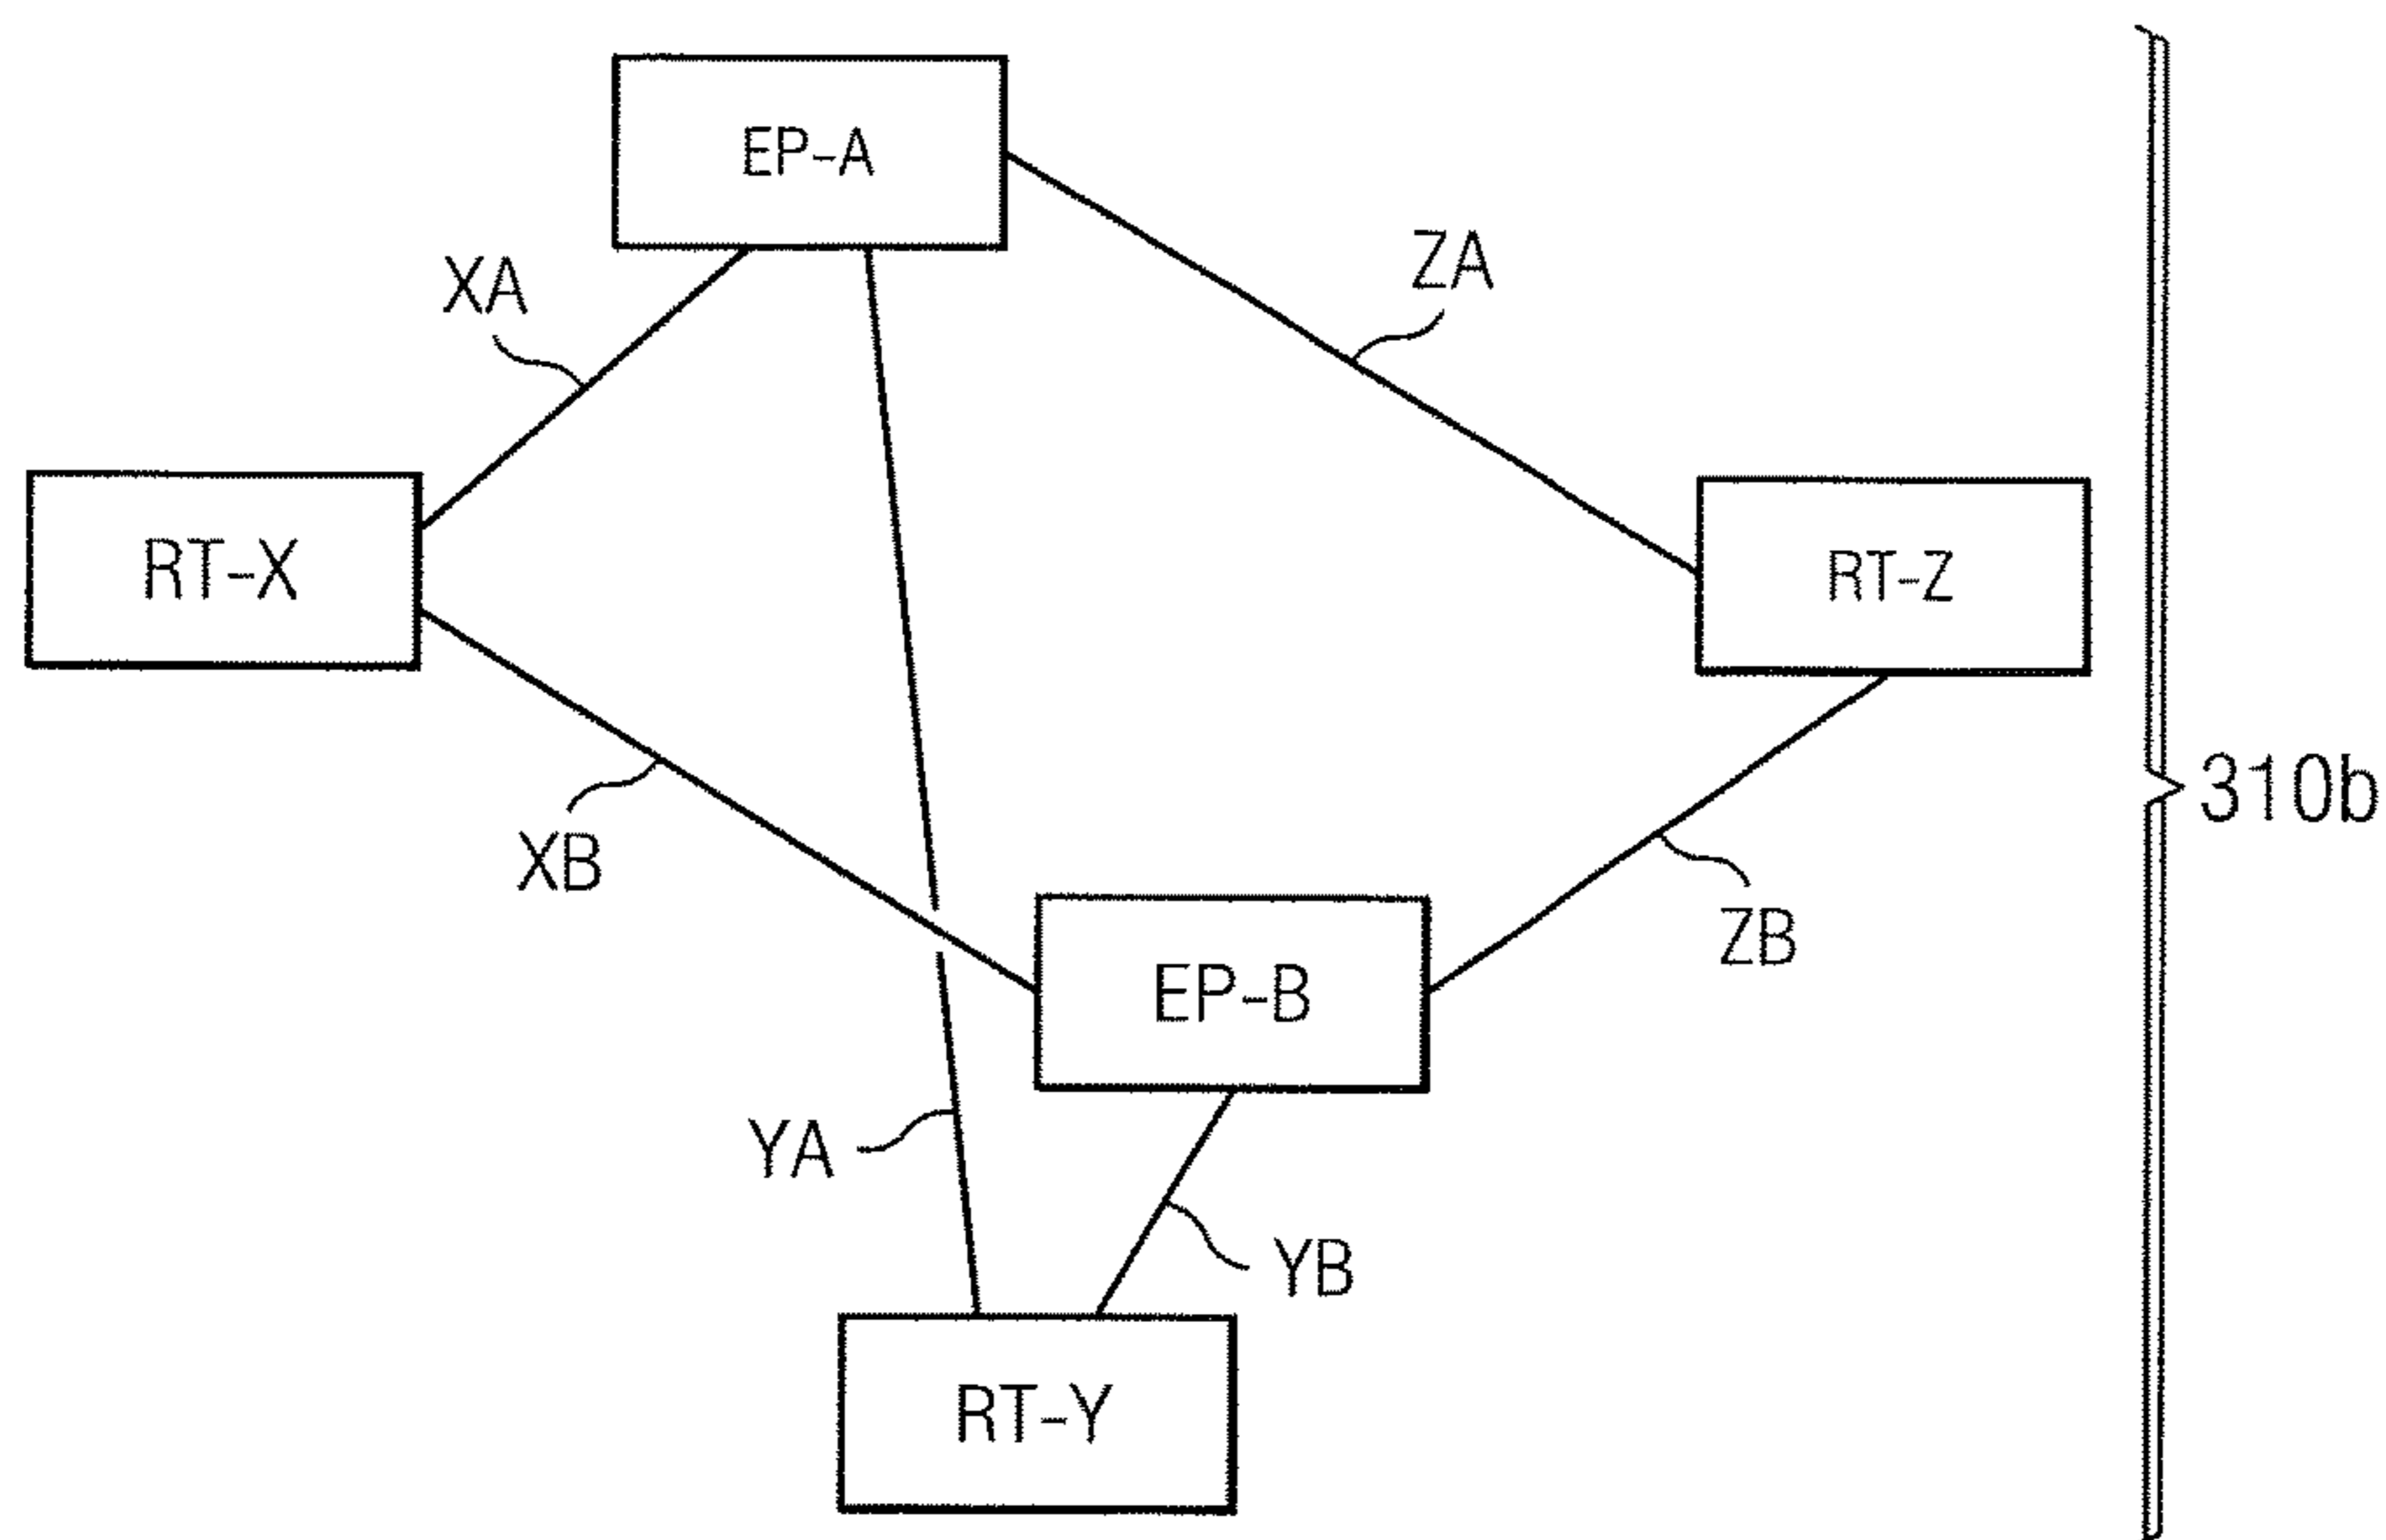 EP-A
XA
ZA
RT-X
RT-Z
310b
XB
ZB
EP-B
YA
YB
RT-Y